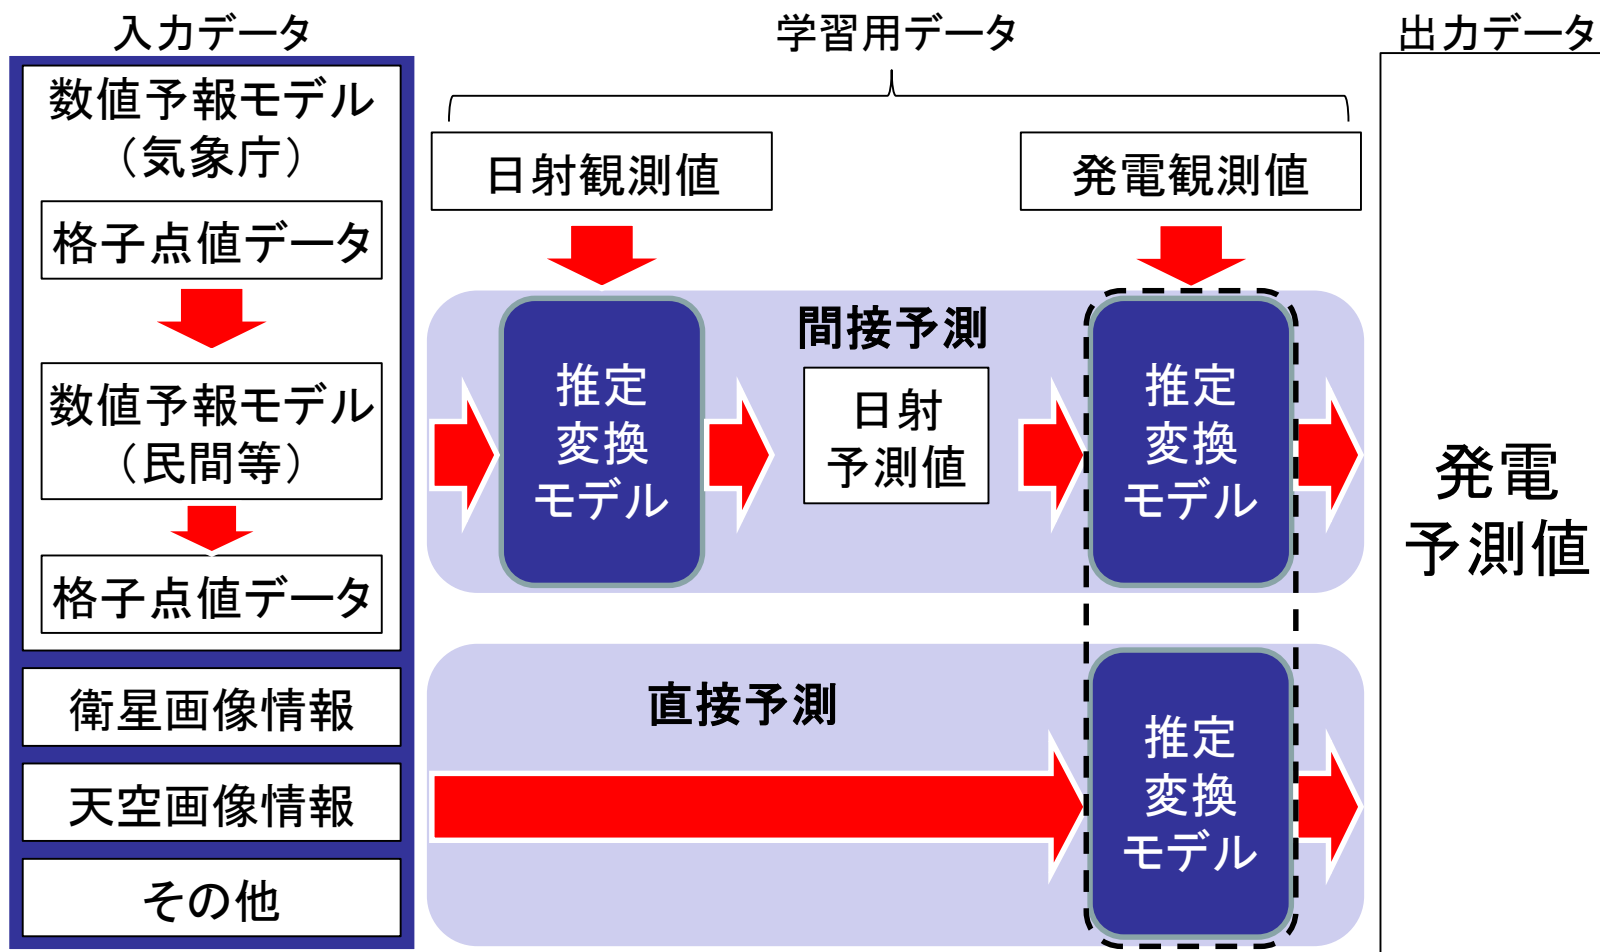 入力データ
数値予報モデル
（気象庁）
格子点値データ
数値予報モデル
（民間等）
格子点値データ
衛星画像情報
天空画像情報
その他
学習用データ
日射観測値
発電観測値
間接予測
推定
変換
モデル
日射
予測値
推定
変換
モデル
直接予測
推定
変換
モデル
出力データ
発電
予測値